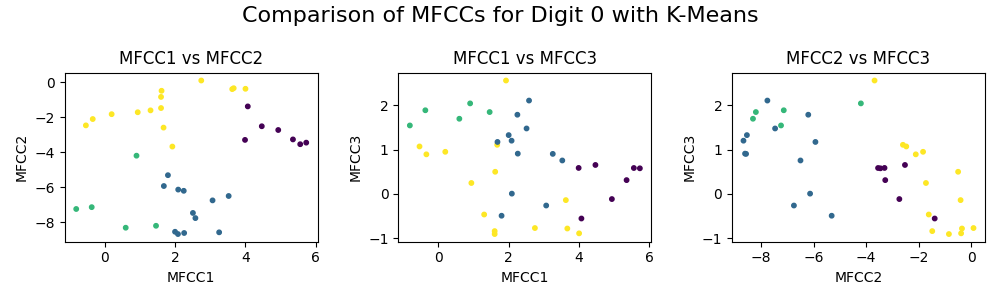 Comparison of MFCCs for Digit 0 with K-Means
MFCC1 vs MFCC2
MFCC1 vs MFCC3
MFCC2 vs MFCC3
0
−2
−4
−6
−8
MFCC2
0 2 4 6
MFCC1
2
1
0
−1
MFCC3
0 2 4 6
MFCC1
2
1
0
−1
MFCC3
−8 −6 −4 −2 0
MFCC2